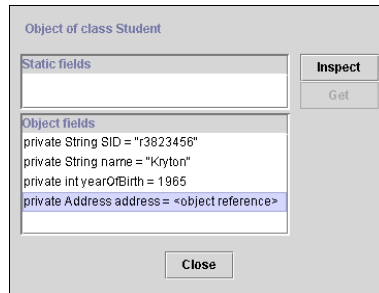 Object of class Student
Static fields
Inspect
Get
Object fields
private String SID = "r3823456"
private String name = "Kryton"
private int yearOfBirth = 1965
private Address address = <object reference>
Close